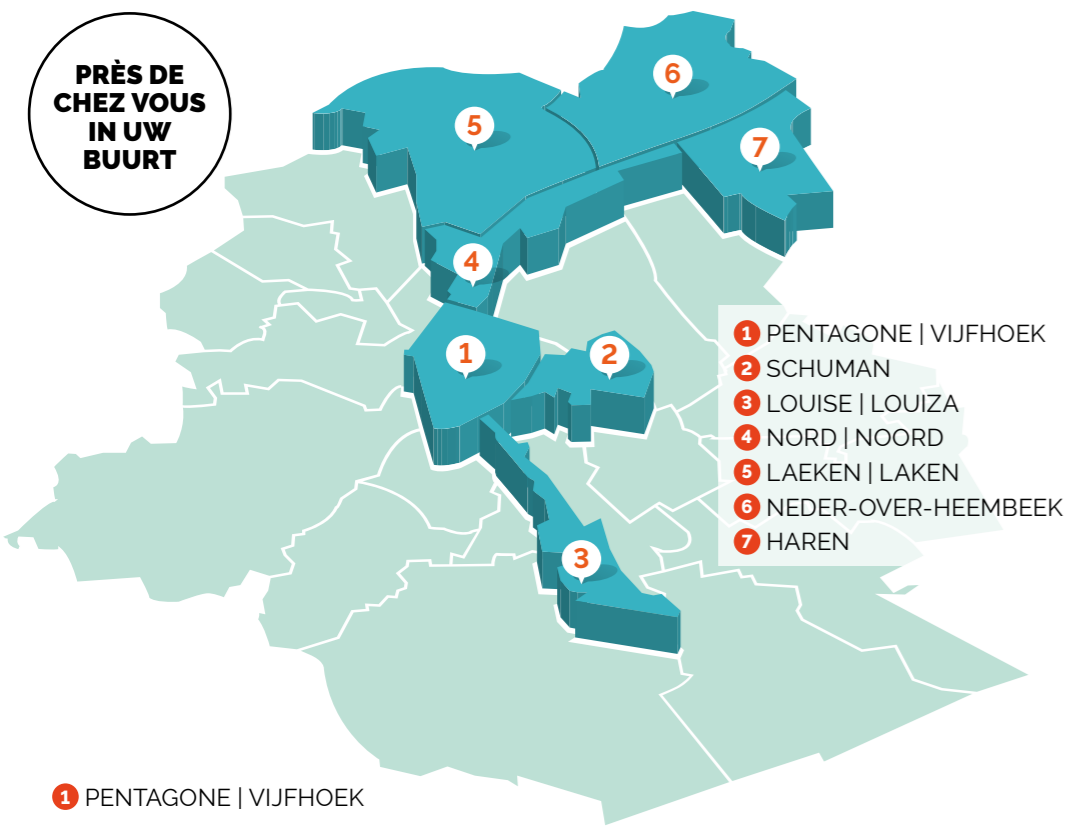 PRÈS DE
CHEZ VOUS
IN UW
BUURT
6
5
7
4
1
2
3
1 PENTAGONE | VIJFHOEK
2 SCHUMAN
3 LOUISE | LOUIZA
4 NORD | NOORD
5 LAEKEN | LAKEN
6 NEDER-OVER-HEEMBEEK
7 HAREN
1 PENTAGONE | VIJFHOEK